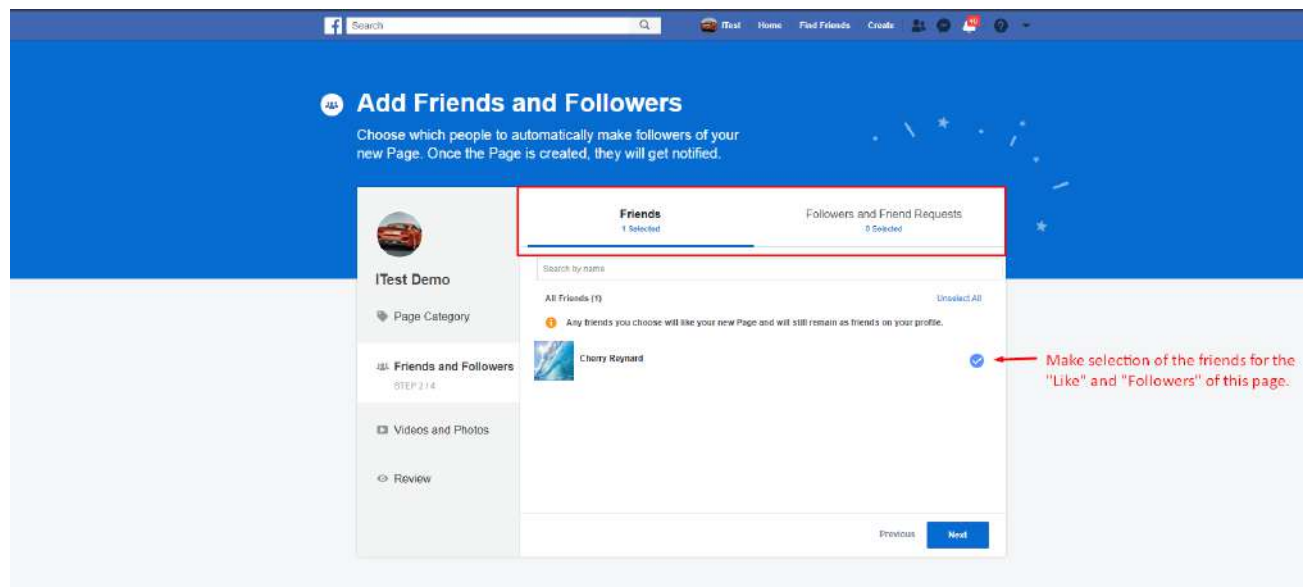 Search
ITest Home Find Friends Create
Add Friends and Followers
Choose which people to automatically make followers of your
new Page. Once the Page is created, they will get notified.
Friends
1 Selected
Followers and Friend Requests
0 Selected
ITest Demo
Page Category
Friends and Followers
STEP 2 / 4
Videos and Photos
Review
Search by name
All Friends (1)
Unselect All
Any friends you choose will like your new Page and will still remain as friends on your profile.
Cherry Raynard
Make selection of the friends for the
"Like" and "Followers" of this page.
Previous
Next